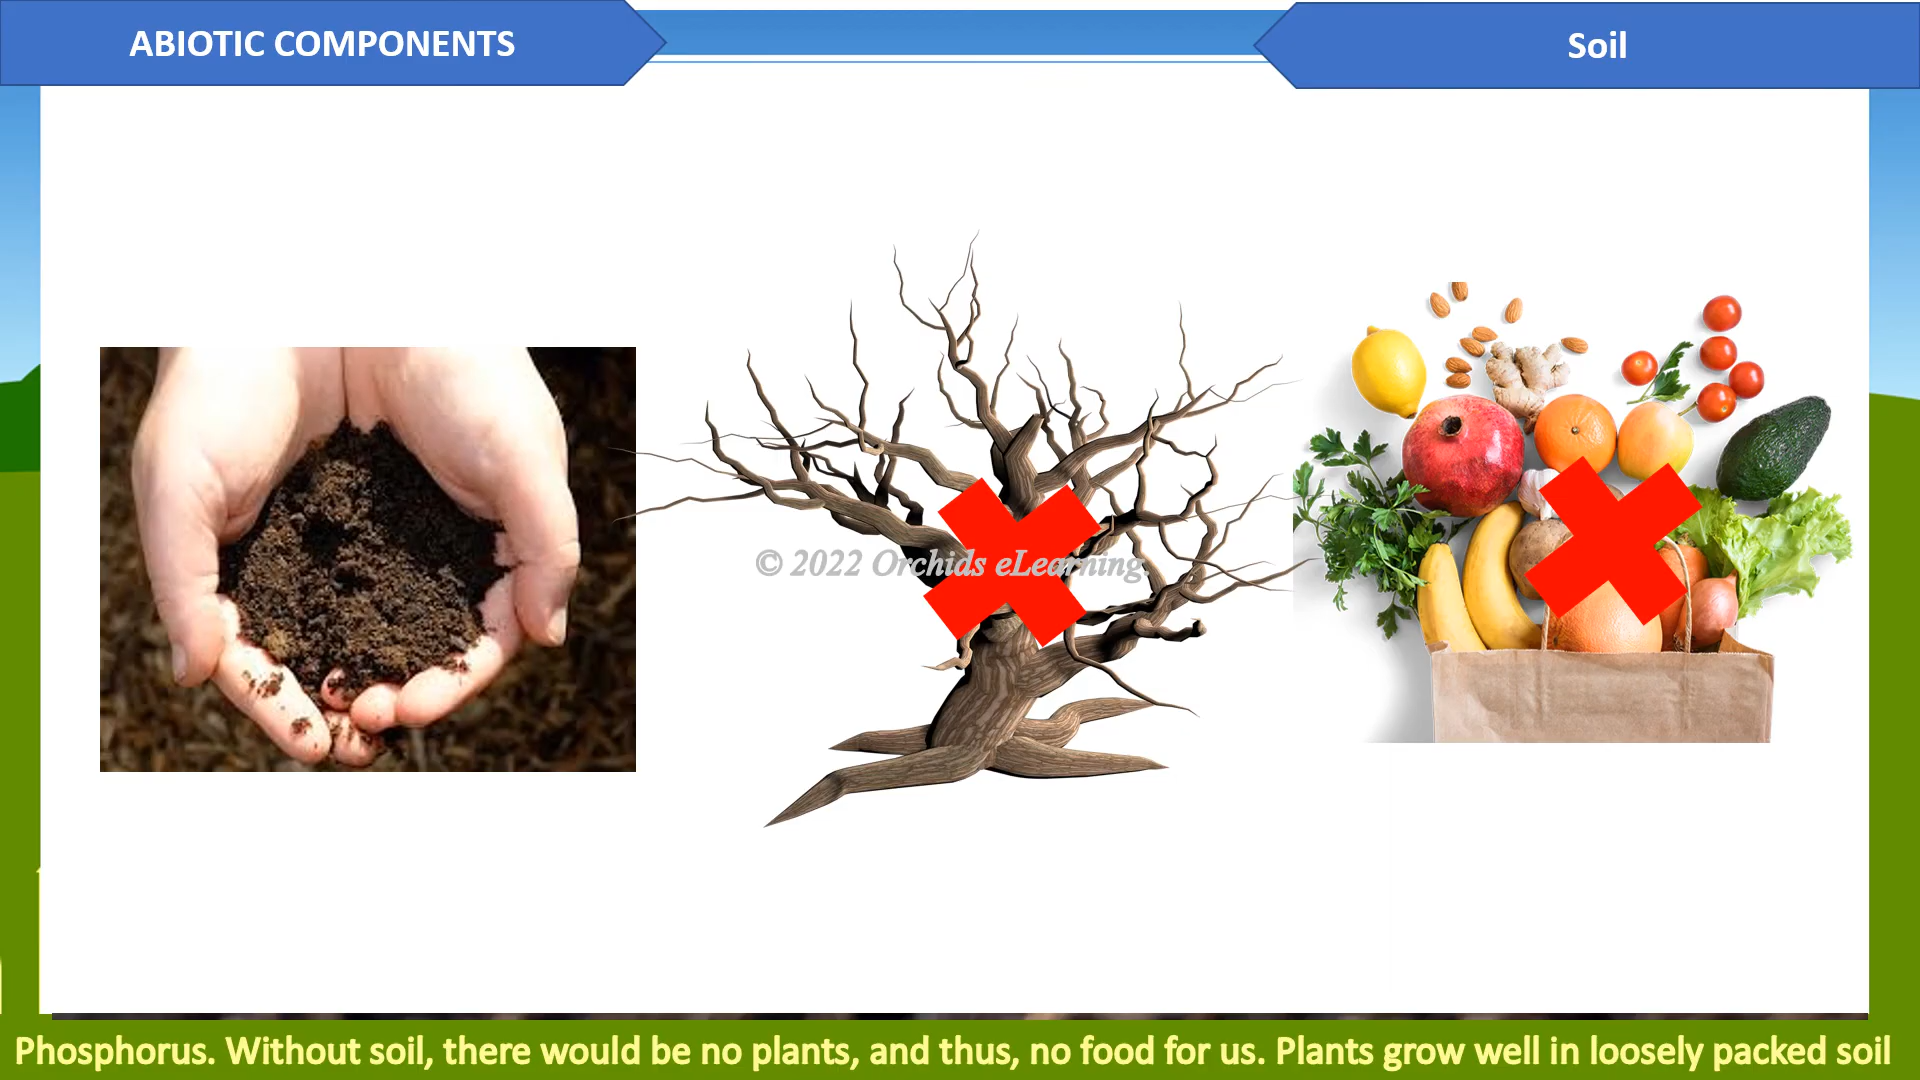 ABIOTIC COMPONENTS
Soil
© 2022 Orchids eLearning.
Phosphorus. Without soil, there would be no plants, and thus, no food for us. Plants grow well in loosely packed soil